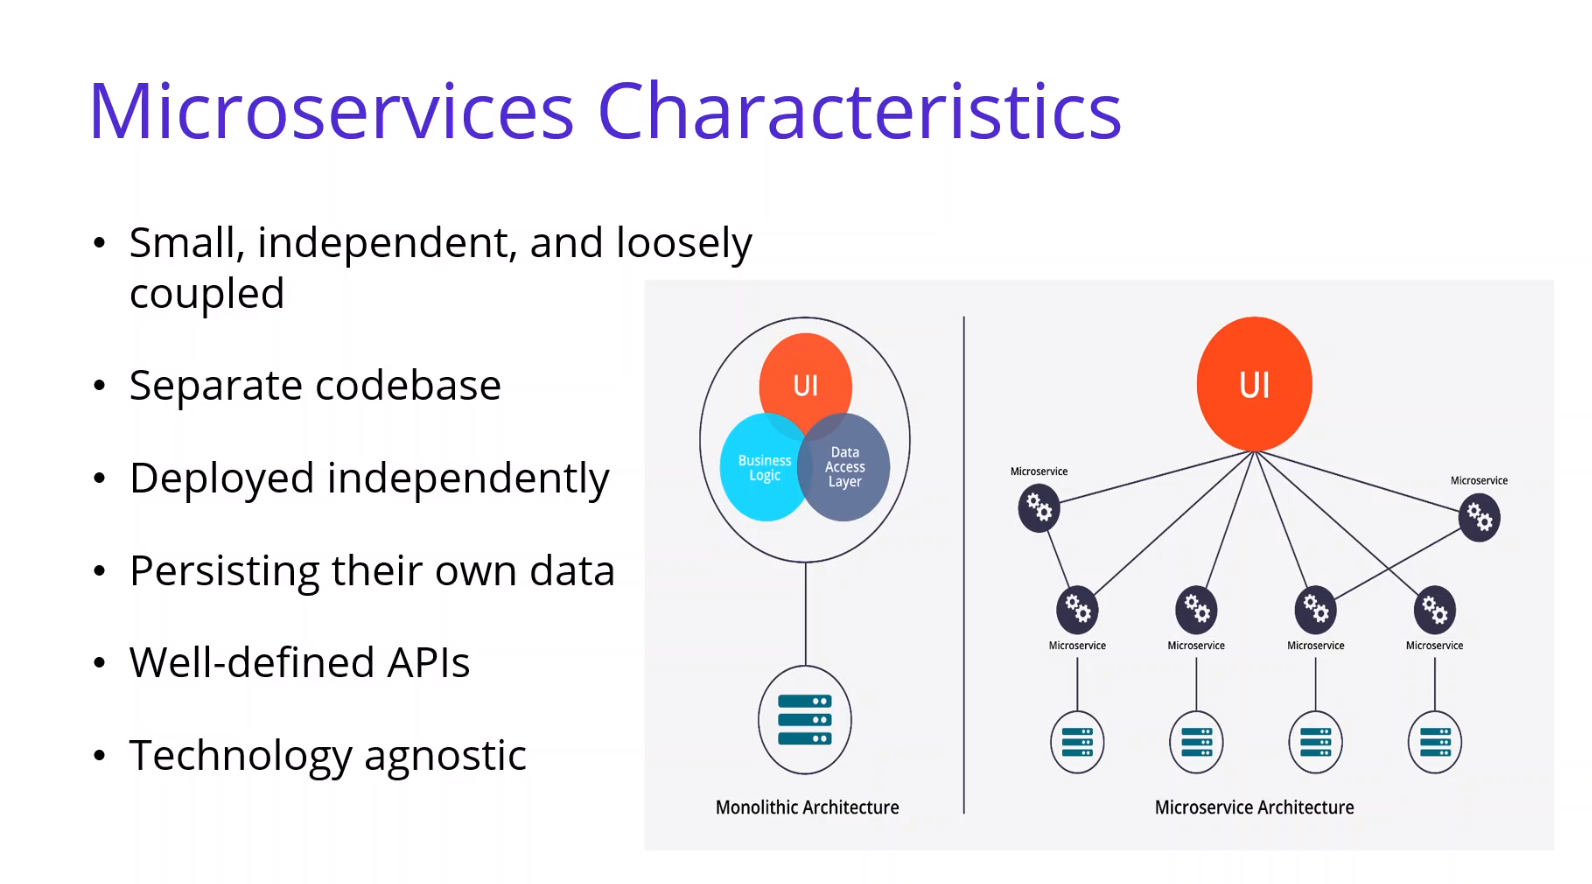 Microservices Characteristics
• Small, independent, and loosely
coupled
• Separate codebase
• Deployed independently
• Persisting their own data
• Well-defined APIs
• Technology agnostic
UI
Business
Logic
Data
Access
Layer
Monolithic Architecture
UI
Microservice
Microservice
Microservice
Microservice
Microservice
Microservice
Microservice Architecture